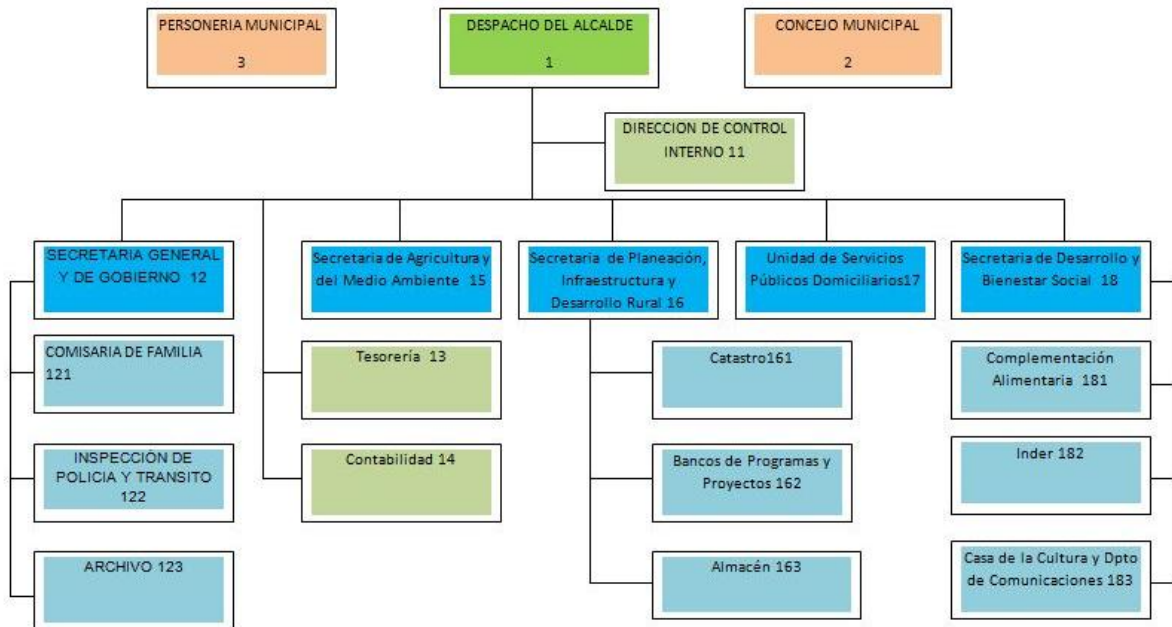 PERSONERIA MUNICIPAL
3
DESPACHO DEL ALCALDE
1
CONCEJO MUNICIPAL
2
DIRECCION DE CONTROL
INTERNO 11
SECRETARIA GENERAL
Y DE GOBIERNO 12
Secretaria de Agricultura y
del Medio Ambiente 15
Secretaria de Planeación,
Infraestructura y
Desarrollo Rural 16
Unidad de Servicios
Públicos Domiciliarios17
Secretaria de Desarrollo y
Bienestar Social 18
COMISARIA DE FAMILIA
121
Tesorería 13
Catastro161
Complementación
Alimentaria 181
INSPECCIÓN DE
POLICIA Y TRANSITO
122
Contabilidad 14
Bancos de Programas y
Proyectos 162
Inder 182
ARCHIVO 123
Almacén 163
Casa de la Cultura y Dpto
de Comunicaciones 183